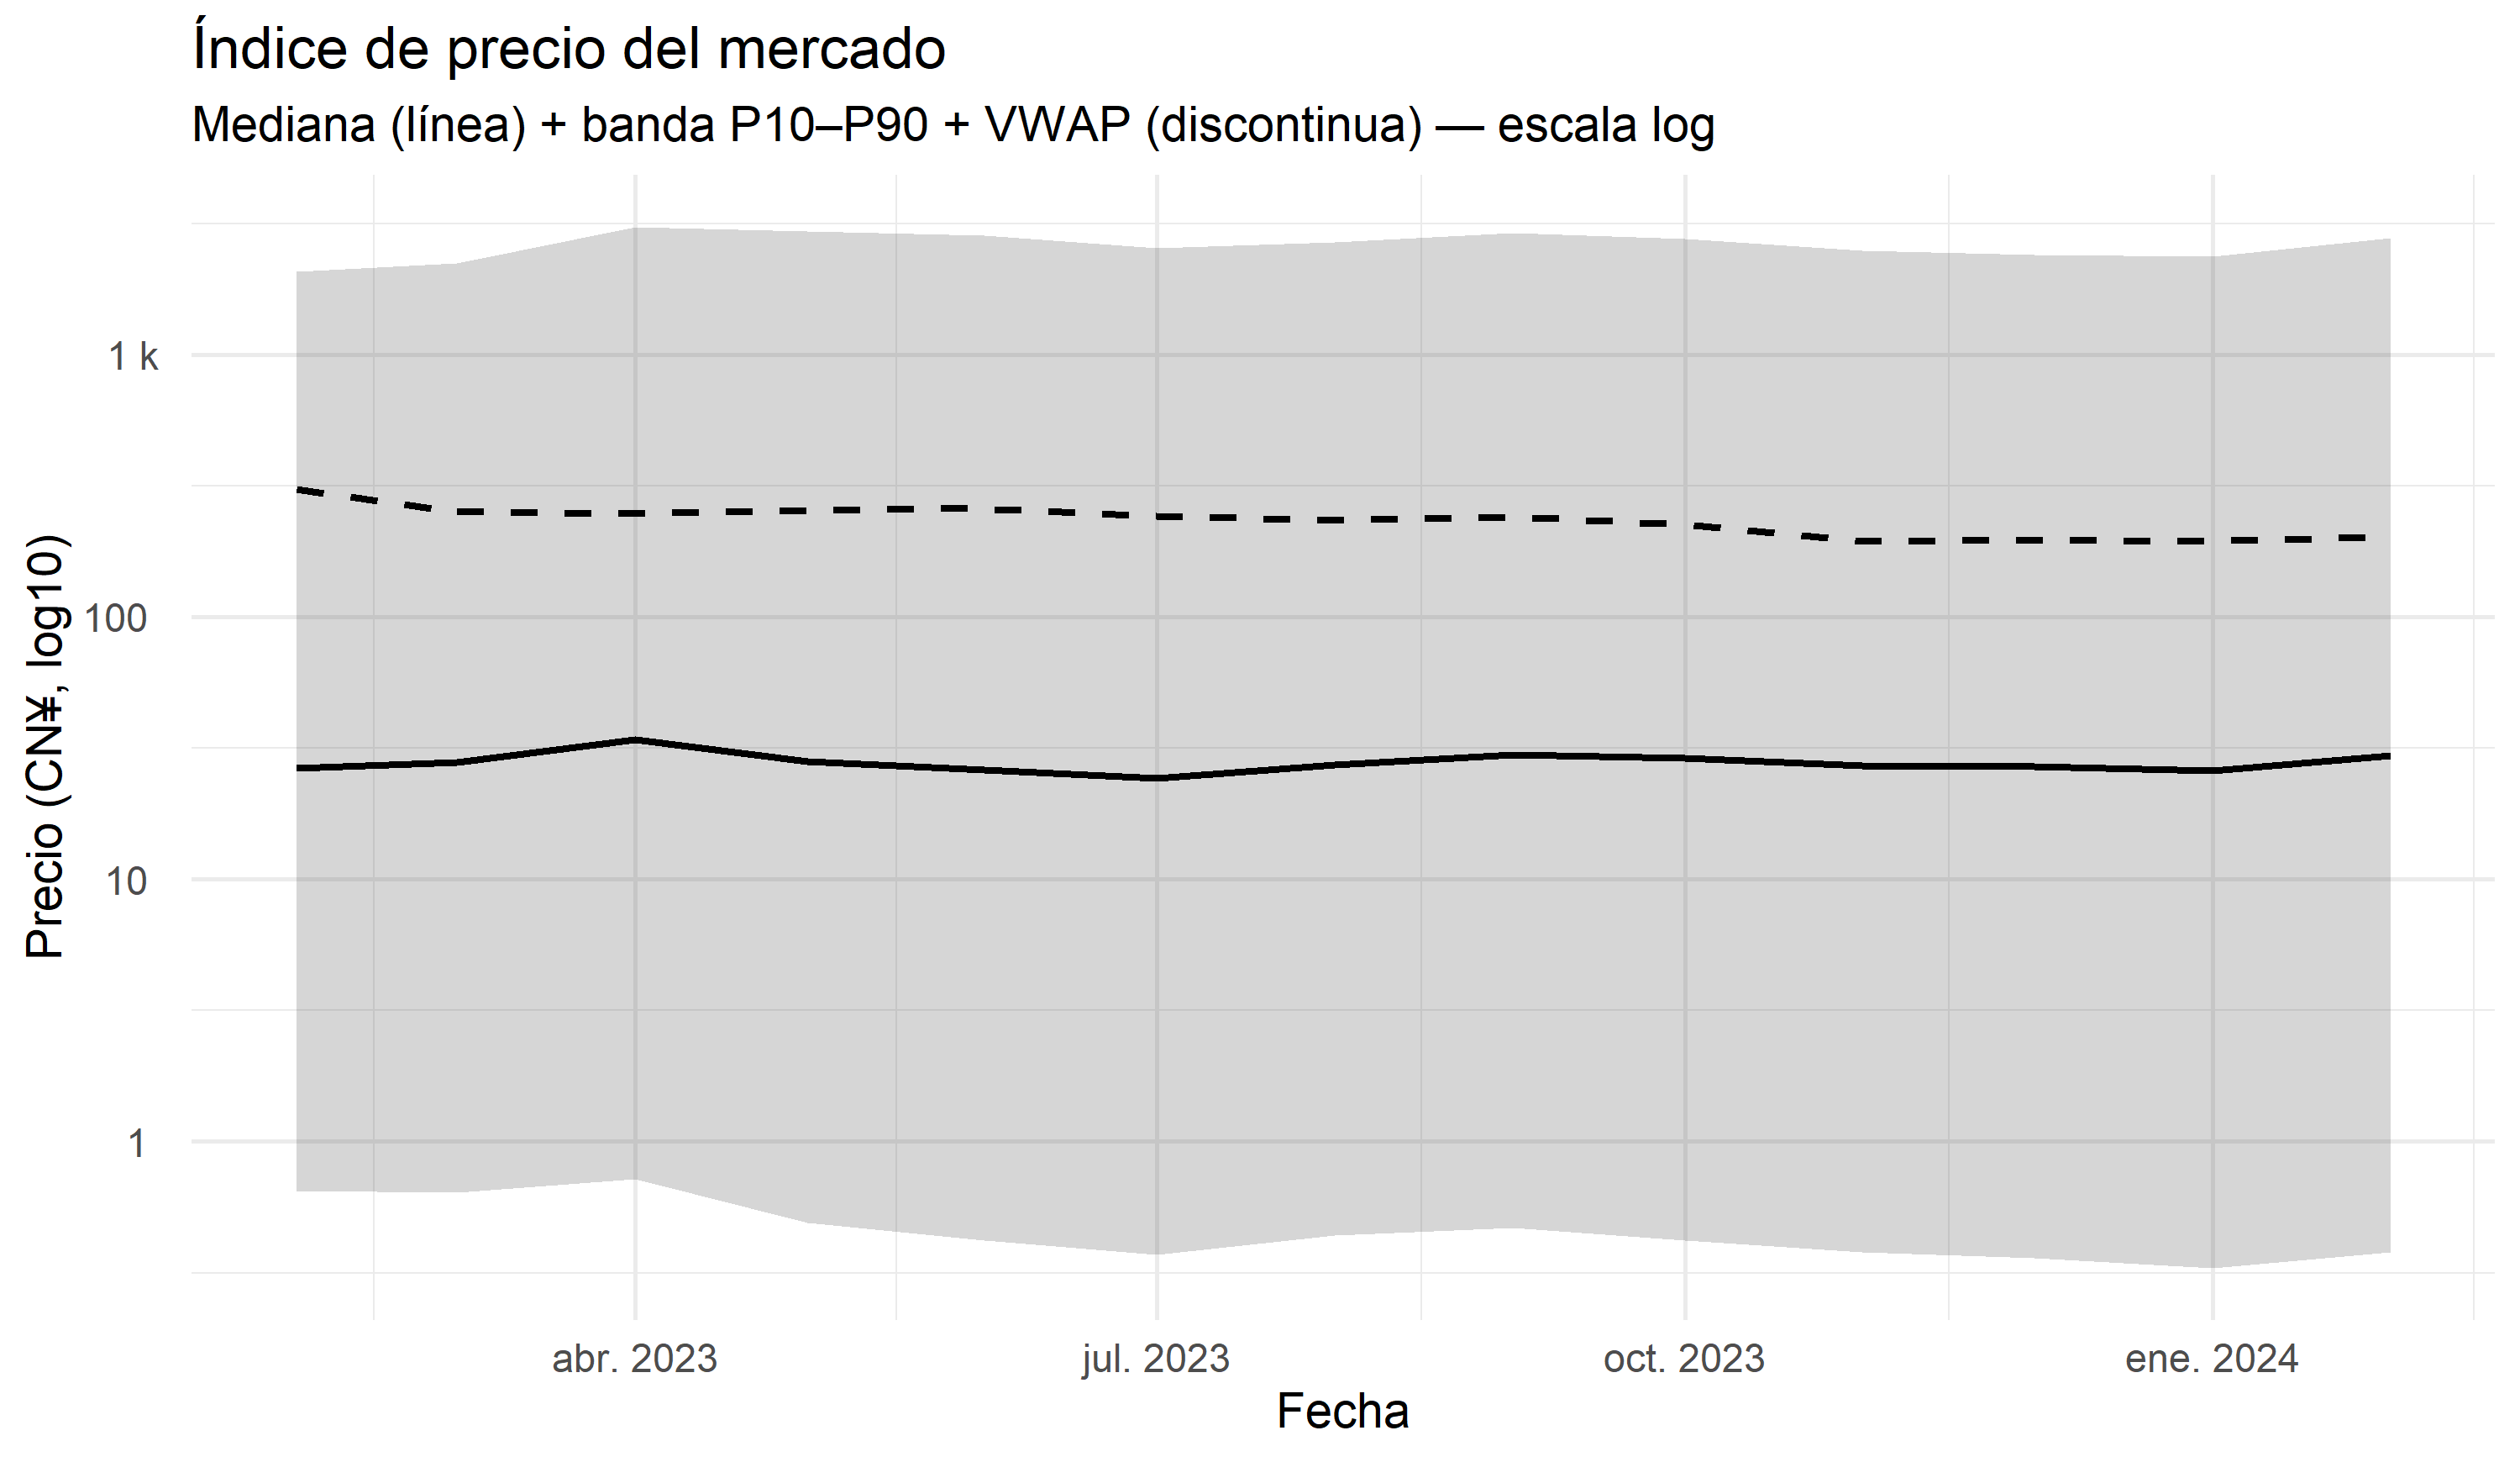 Índice de precio del mercado
Mediana (línea) + banda P10–P90 + VWAP (discontinua) — escala log
Precio (CN¥, log10)
1 k
100
10
1
abr. 2023
jul. 2023
oct. 2023
ene. 2024
Fecha